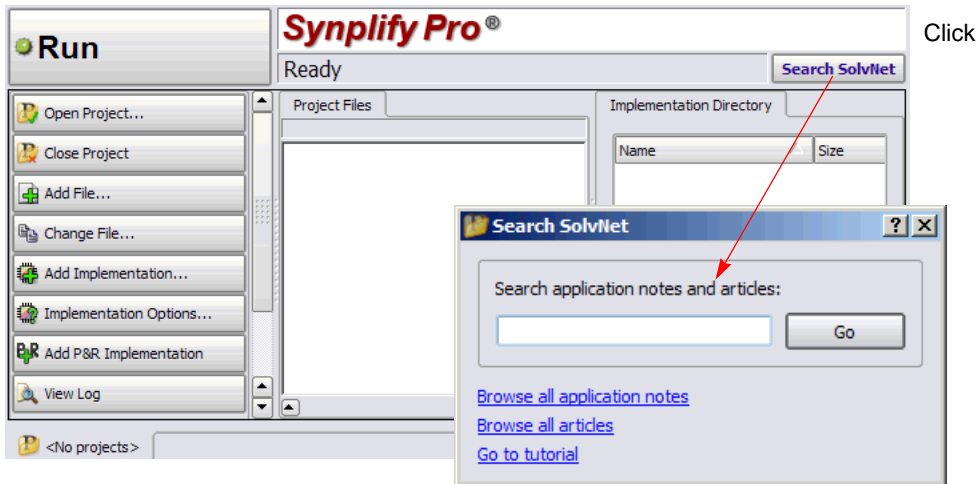 Run
Synplify Pro®
Click
Ready
Search SolvNet
Open Project...
Close Project
Add File...
Change File...
Add Implementation...
Implementation Options...
Add P&R Implementation
View Log
<No projects>
Project Files
Implementation Directory
Name
Size
Search SolvNet
Search application notes and articles:
Go
Browse all application notes
Browse all articles
Go to tutorial